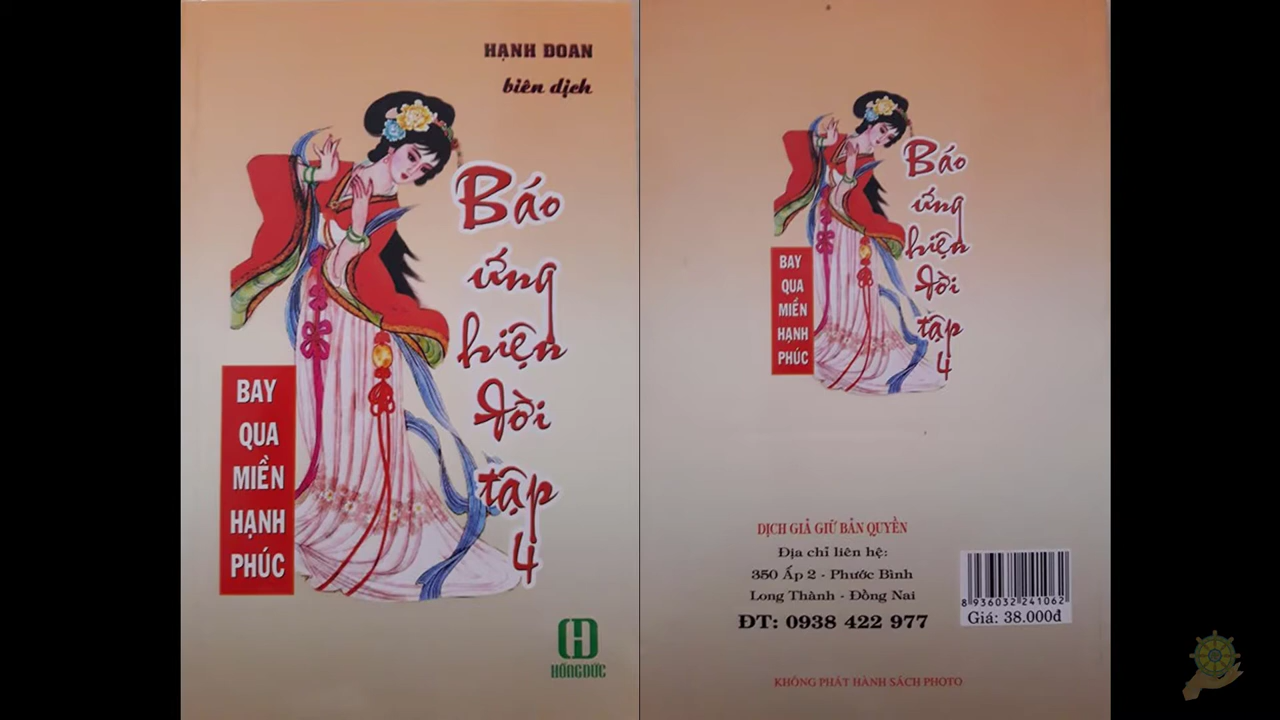 HẠNH ĐOAN
biên dịch
Báo
ứng
hiện
đời
tập
4
BAY
QUA
MIỀN
HẠNH
PHÚC
HỒNG ĐỨC
Báo
ứng
hiện
đời
tập
4
BAY
QUA
MIỀN
HẠNH
PHÚC
DỊCH GIẢ GIỮ BẢN QUYỀN
Địa chỉ liên hệ:
350 Ấp 2 - Phước Bình
Long Thành - Đồng Nai
ĐT: 0938 422 977
8 936032 241062
Giá: 38.000đ
KHÔNG PHÁT HÀNH SÁCH PHOTO